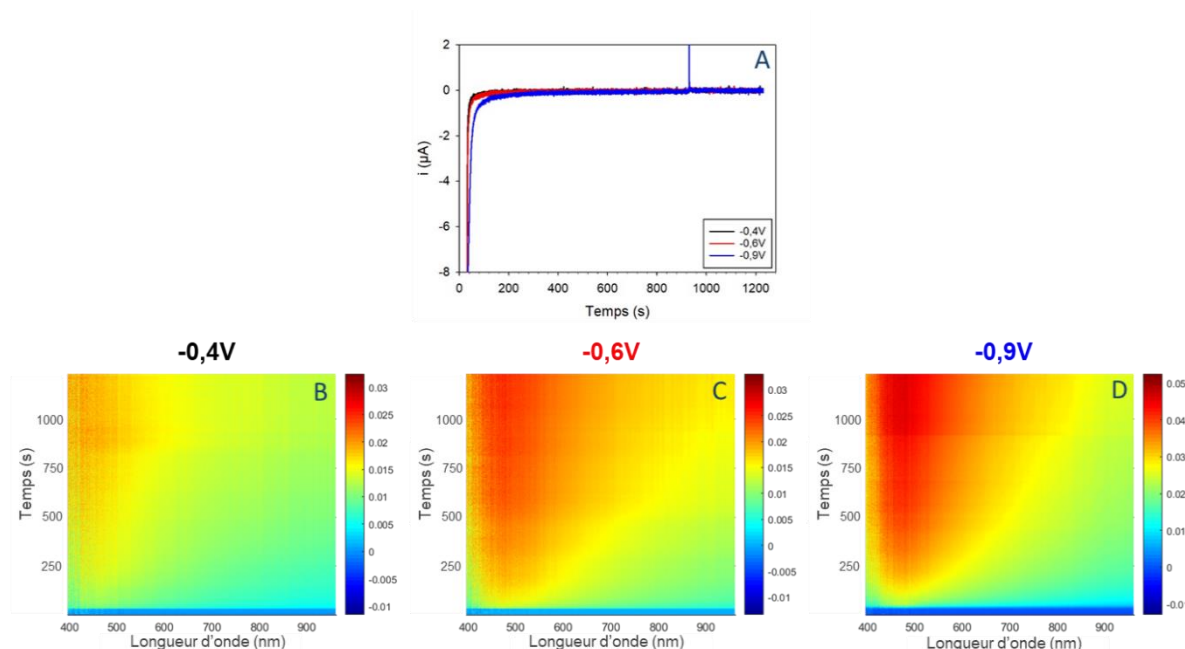 A
2
0
-2
-4
-6
-8
i (µA)
-0,4V
-0,6V
-0,9V
0 200 400 600 800 1000 1200
Temps (s)
-0,4V
B
1000
750
500
250
Temps (s)
400 500 600 700 800 900
Longueur d'onde (nm)
0.03
0.025
0.02
0.015
0.01
0.005
0
-0.005
-0.01
-0,6V
C
1000
750
500
250
Temps (s)
400 500 600 700 800 900
Longueur d'onde (nm)
0.03
0.025
0.02
0.015
0.01
0.005
0
-0.005
-0.01
-0,9V
D
1000
750
500
250
Temps (s)
400 500 600 700 800 900
Longueur d'onde (nm)
0.05
0.04
0.03
0.02
0.01
0
-0.01